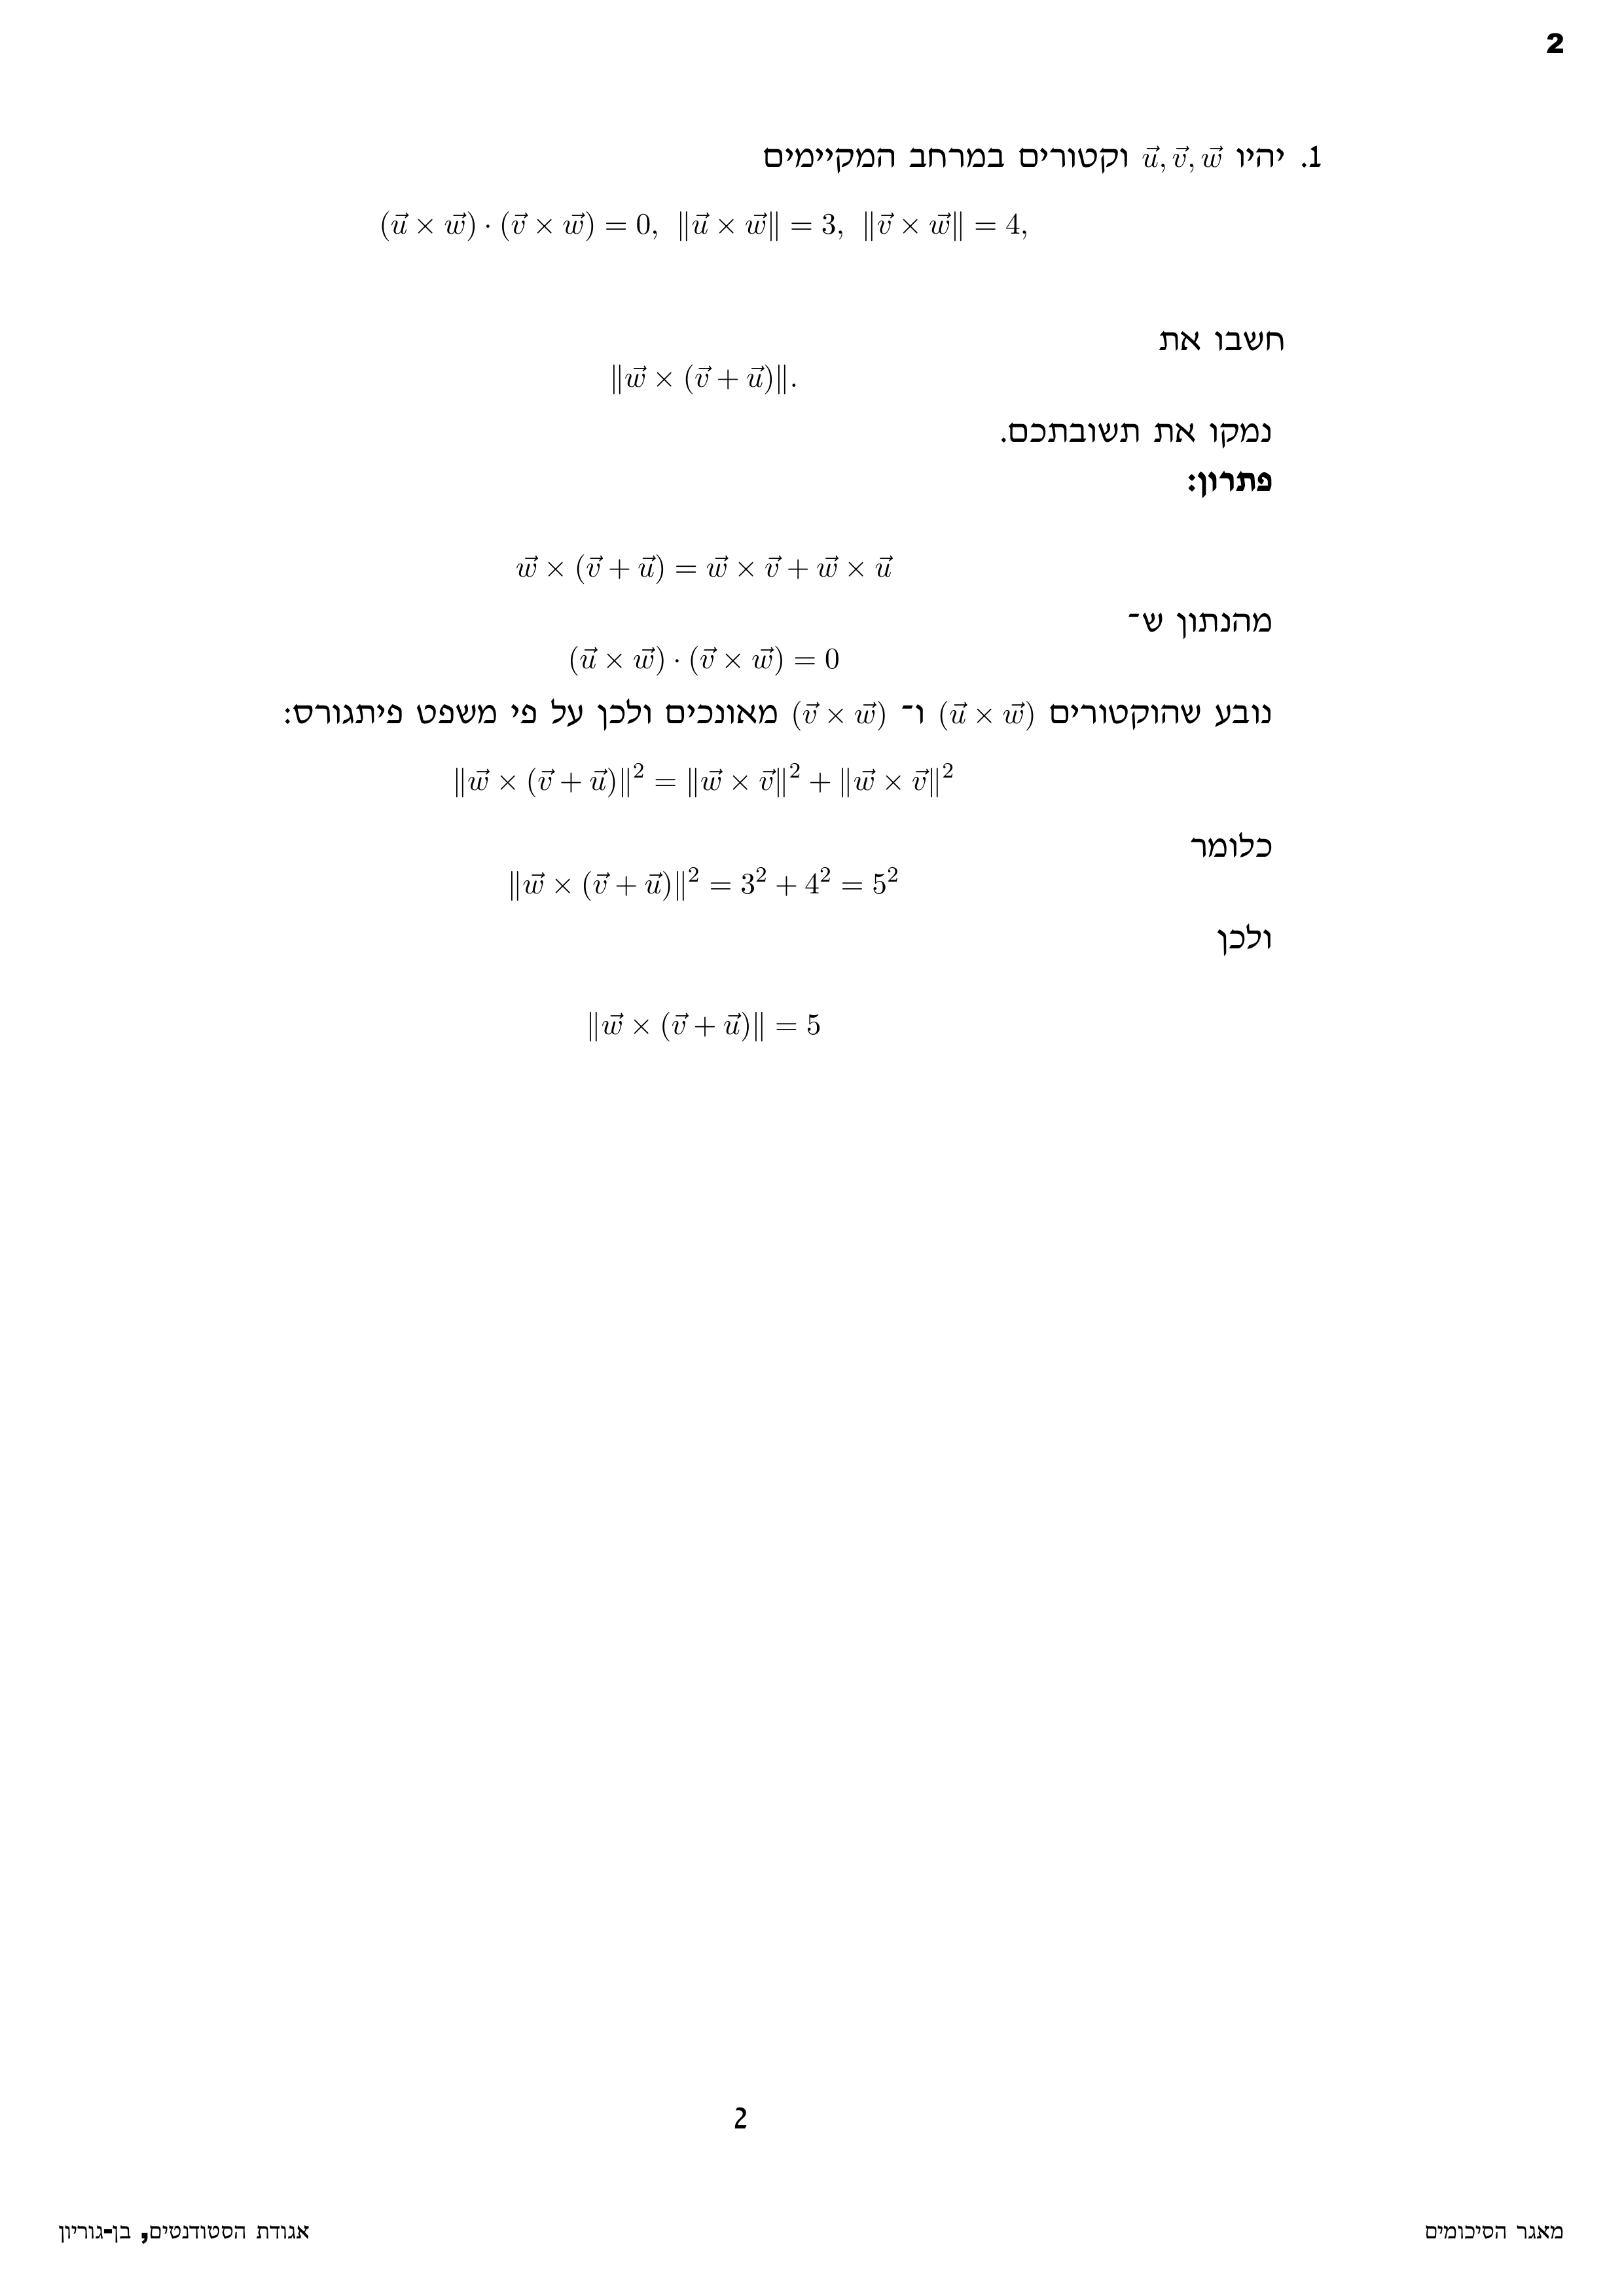 2
1. יהיו $\vec{u}, \vec{v}, \vec{w}$ וקטורים במרחב המקיימים
$(\vec{u} \times \vec{w}) \cdot (\vec{v} \times \vec{w}) = 0, \; \|\vec{u} \times \vec{w}\| = 3, \; \|\vec{v} \times \vec{w}\| = 4,$
חשבו את
$\|\vec{w} \times (\vec{v} + \vec{u})\|.$
נמקו את תשובתכם.
פתרון:
$\vec{w} \times (\vec{v} + \vec{u}) = \vec{w} \times \vec{v} + \vec{w} \times \vec{u}$
מהנתון ש־
$(\vec{u} \times \vec{w}) \cdot (\vec{v} \times \vec{w}) = 0$
נובע שהוקטורים $(\vec{u} \times \vec{w})$ ו־ $(\vec{v} \times \vec{w})$ מאונכים ולכן על פי משפט פיתגורס:
$\|\vec{w} \times (\vec{v} + \vec{u})\|^2 = \|\vec{w} \times \vec{v}\|^2 + \|\vec{w} \times \vec{v}\|^2$
כלומר
$\|\vec{w} \times (\vec{v} + \vec{u})\|^2 = 3^2 + 4^2 = 5^2$
ולכן
$\|\vec{w} \times (\vec{v} + \vec{u})\| = 5$
2
מאגר הסיכומים
אגודת הסטודנטים, בן-גוריון